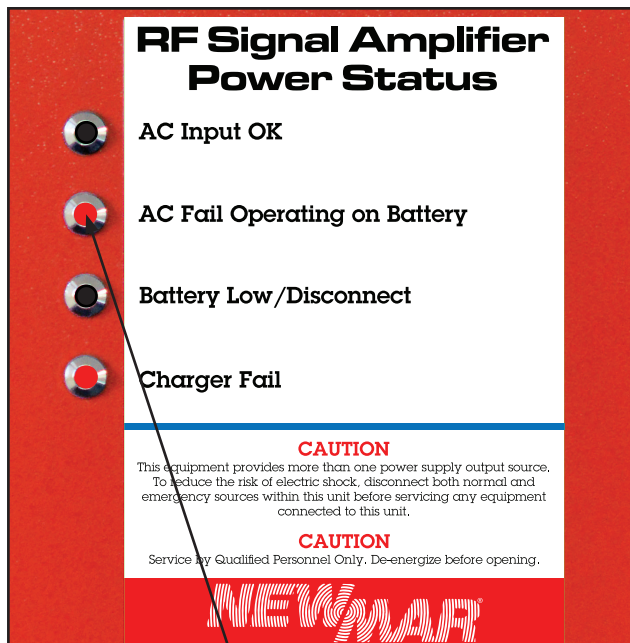 RF Signal Amplifier
Power Status
AC Input OK
AC Fail Operating on Battery
Battery Low/Disconnect
Charger Fail
CAUTION
This equipment provides more than one power supply output source.
To reduce the risk of electric shock, disconnect both normal and
emergency sources within this unit before servicing any equipment
connected to this unit.
CAUTION
Service by Qualified Personnel Only. De-energize before opening.
NEWMAR®